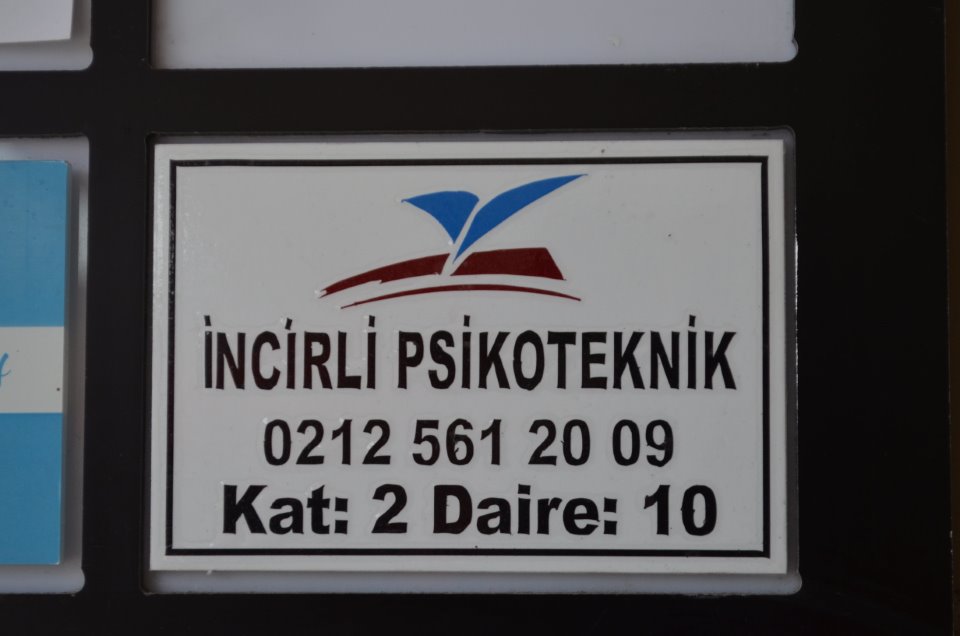 İNCİRLİ PSİKOTEKNİK
0212 561 20 09
Kat: 2 Daire: 10